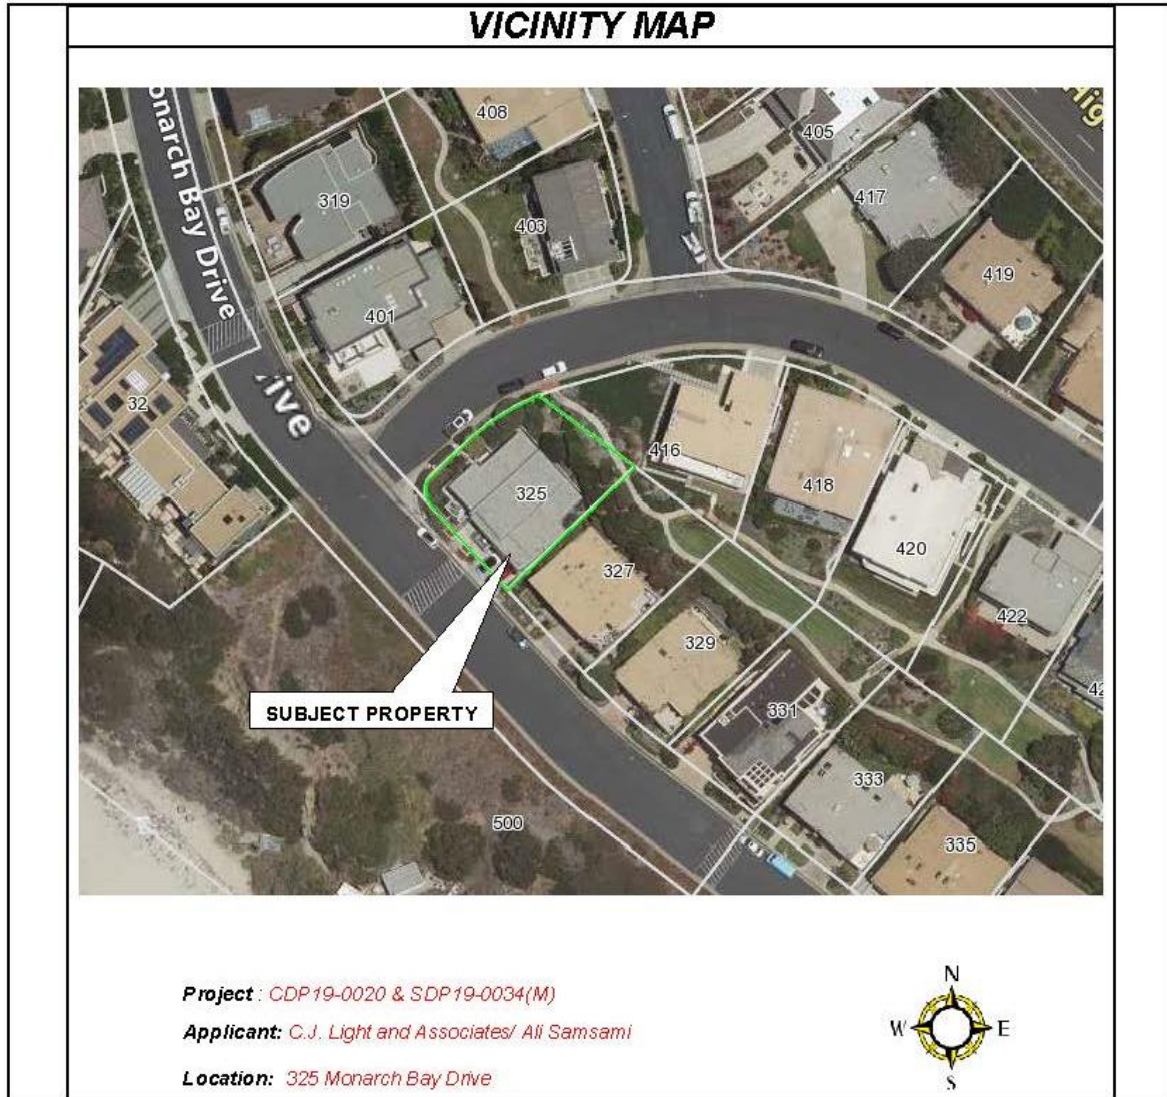 VICINITY MAP
onarch Bay Drive
High
408
405
319
417
403
419
401
ive
32
416
325
418
420
327
422
329
SUBJECT PROPERTY
331
333
500
335
N
Project : CDP19-0020 & SDP19-0034(M)
W E
Applicant: C.J. Light and Associates/ Ali Samsami
Location: 325 Monarch Bay Drive
S